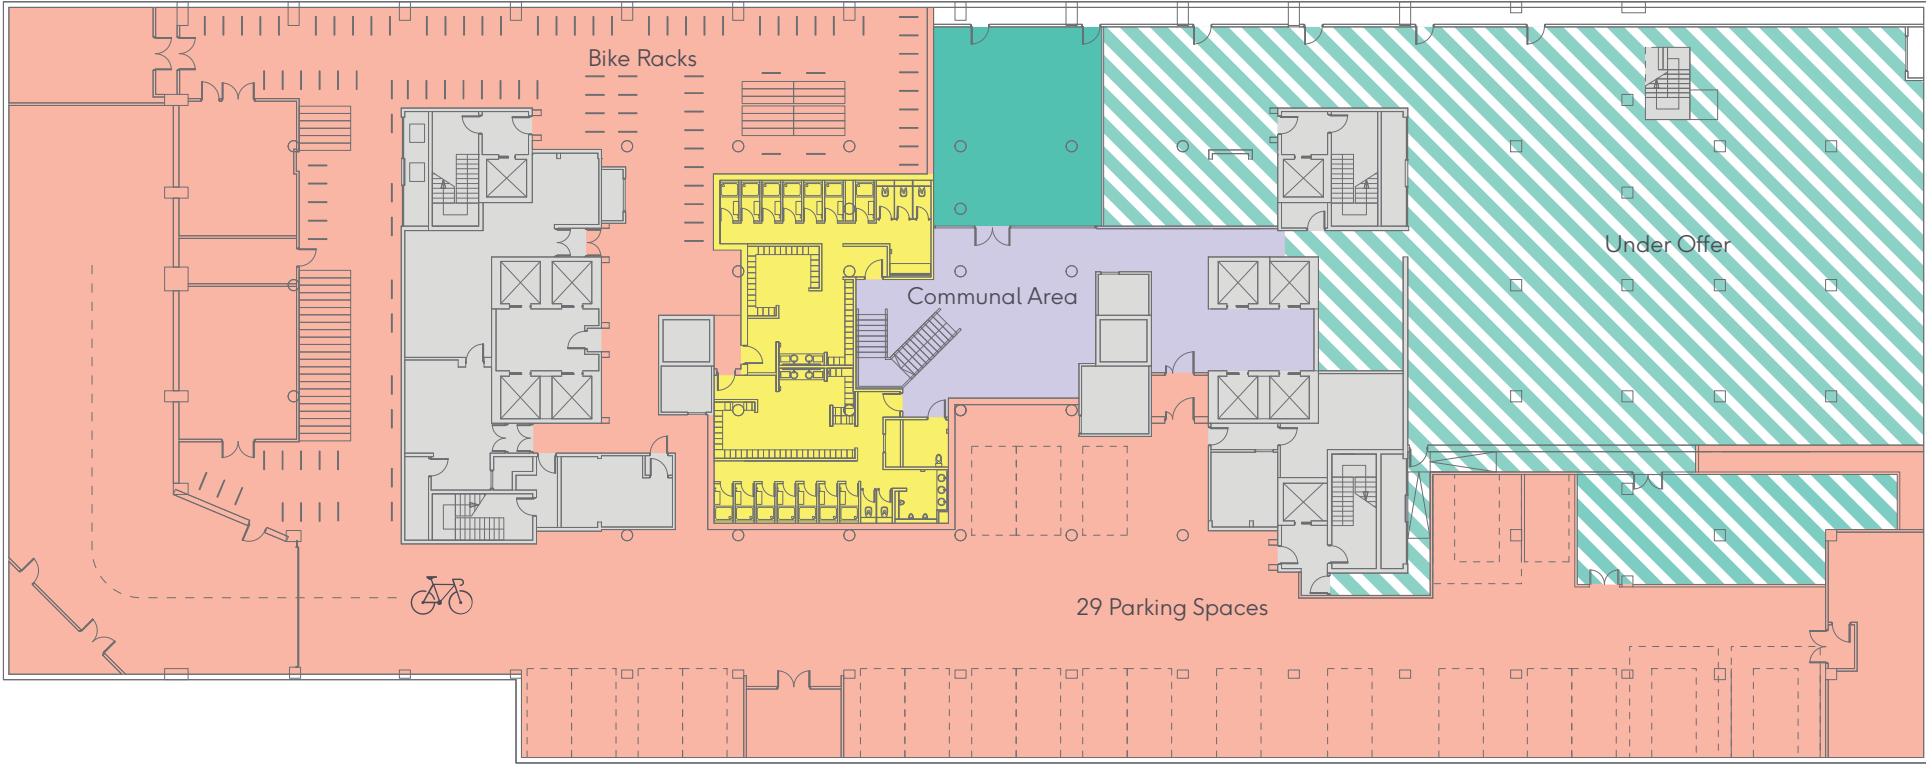 Bike Racks
Under Offer
Communal Area
29 Parking Spaces